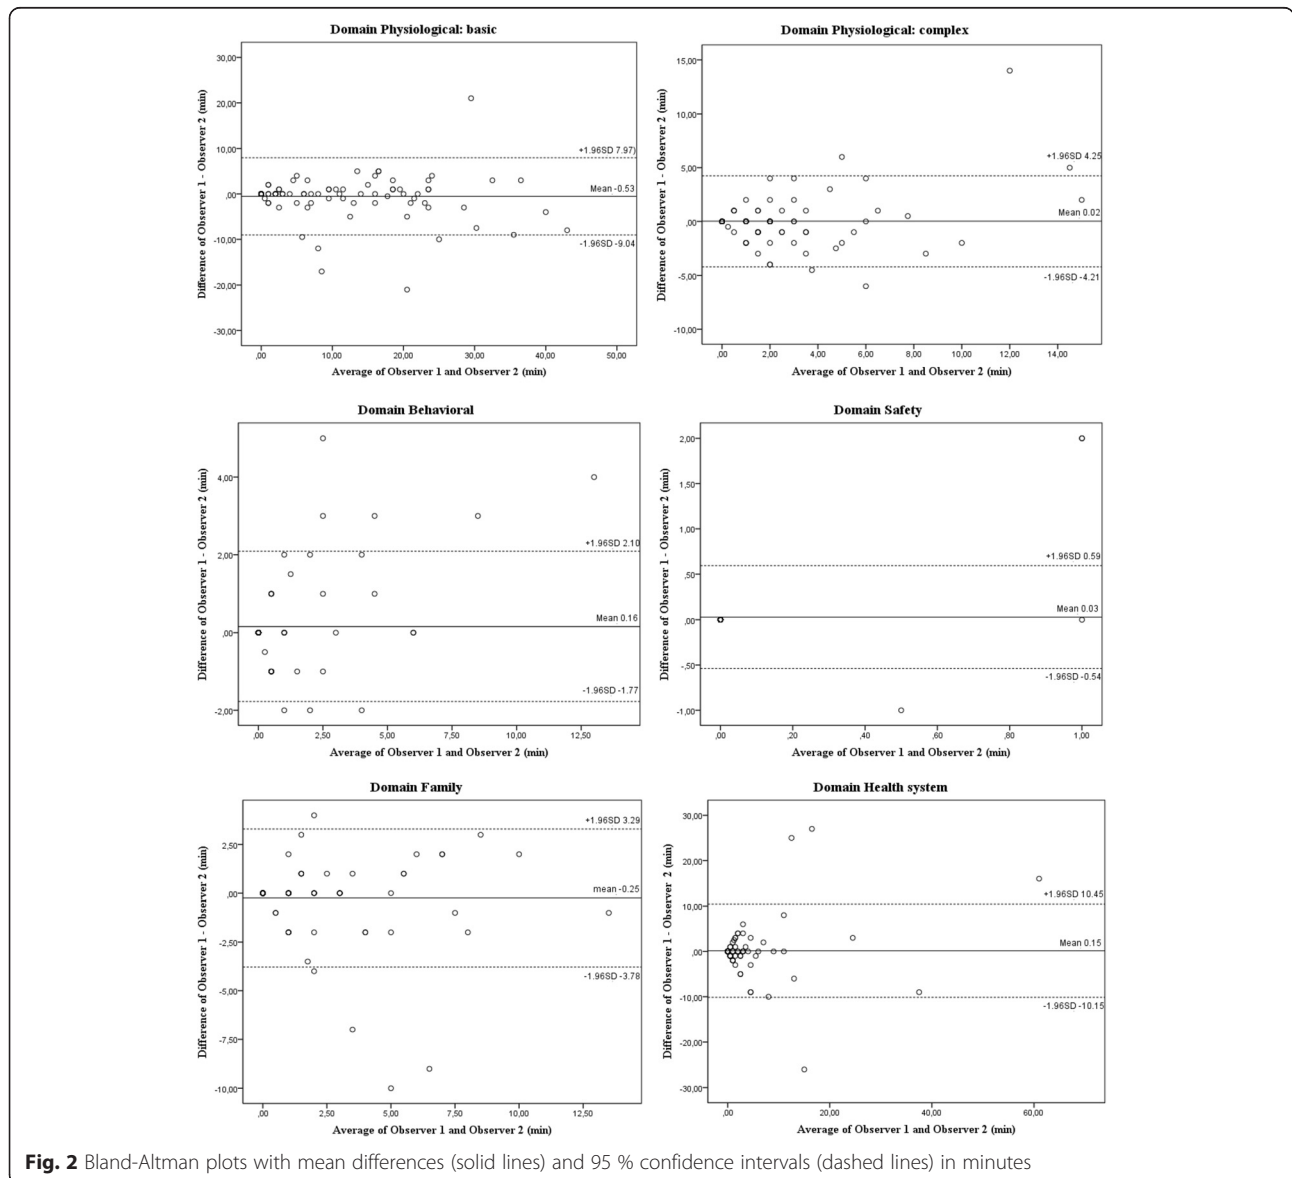 Domain Physiological: basic
Difference of Observer 1 - Observer 2 (min)
30,00
20,00
10,00
,00
-10,00
-20,00
-30,00
+1.96SD 7.97)
Mean -0.53
-1.96SD -9.04
,00 10,00 20,00 30,00 40,00 50,00
Average of Observer 1 and Observer 2 (min)
Domain Physiological: complex
Difference of Observer 1 - Observer 2 (min)
15,00
10,00
5,00
,00
-5,00
-10,00
+1.96SD 4.25
Mean 0.02
-1.96SD -4.21
,00 2,00 4,00 6,00 8,00 10,00 12,00 14,00
Average of Observer 1 and Observer 2 (min)
Domain Behavioral
Difference of Observer 1 - Observer 2 (min)
4,00
2,00
,00
-2,00
+1.96SD 2.10
Mean 0.16
-1.96SD -1.77
,00 2,50 5,00 7,50 10,00 12,50
Average of Observer 1 and Observer 2 (min)
Domain Safety
Difference of Observer 1 - Observer 2 (min)
2,00
1,50
1,00
,50
,00
-,50
-1,00
+1.96SD 0.59
Mean 0.03
-1.96SD -0.54
,00 ,20 ,40 ,60 ,80 1,00
Average of Observer 1 and Observer 2 (min)
Domain Family
Difference of Observer 1 - Observer 2 (min)
2,50
,00
-2,50
-5,00
-7,50
-10,00
+1.96SD 3.29
mean -0.25
-1.96SD -3.78
,00 2,50 5,00 7,50 10,00 12,50
Average of Observer 1 and Observer 2 (min)
Domain Health system
Difference of Observer 1 - Observer 2 (min)
30,00
20,00
10,00
,00
-10,00
-20,00
-30,00
+1.96SD 10.45
Mean 0.15
-1.96SD -10.15
,00 20,00 40,00 60,00
Average of Observer 1 and Observer 2 (min)
Fig. 2 Bland-Altman plots with mean differences (solid lines) and 95 % confidence intervals (dashed lines) in minutes